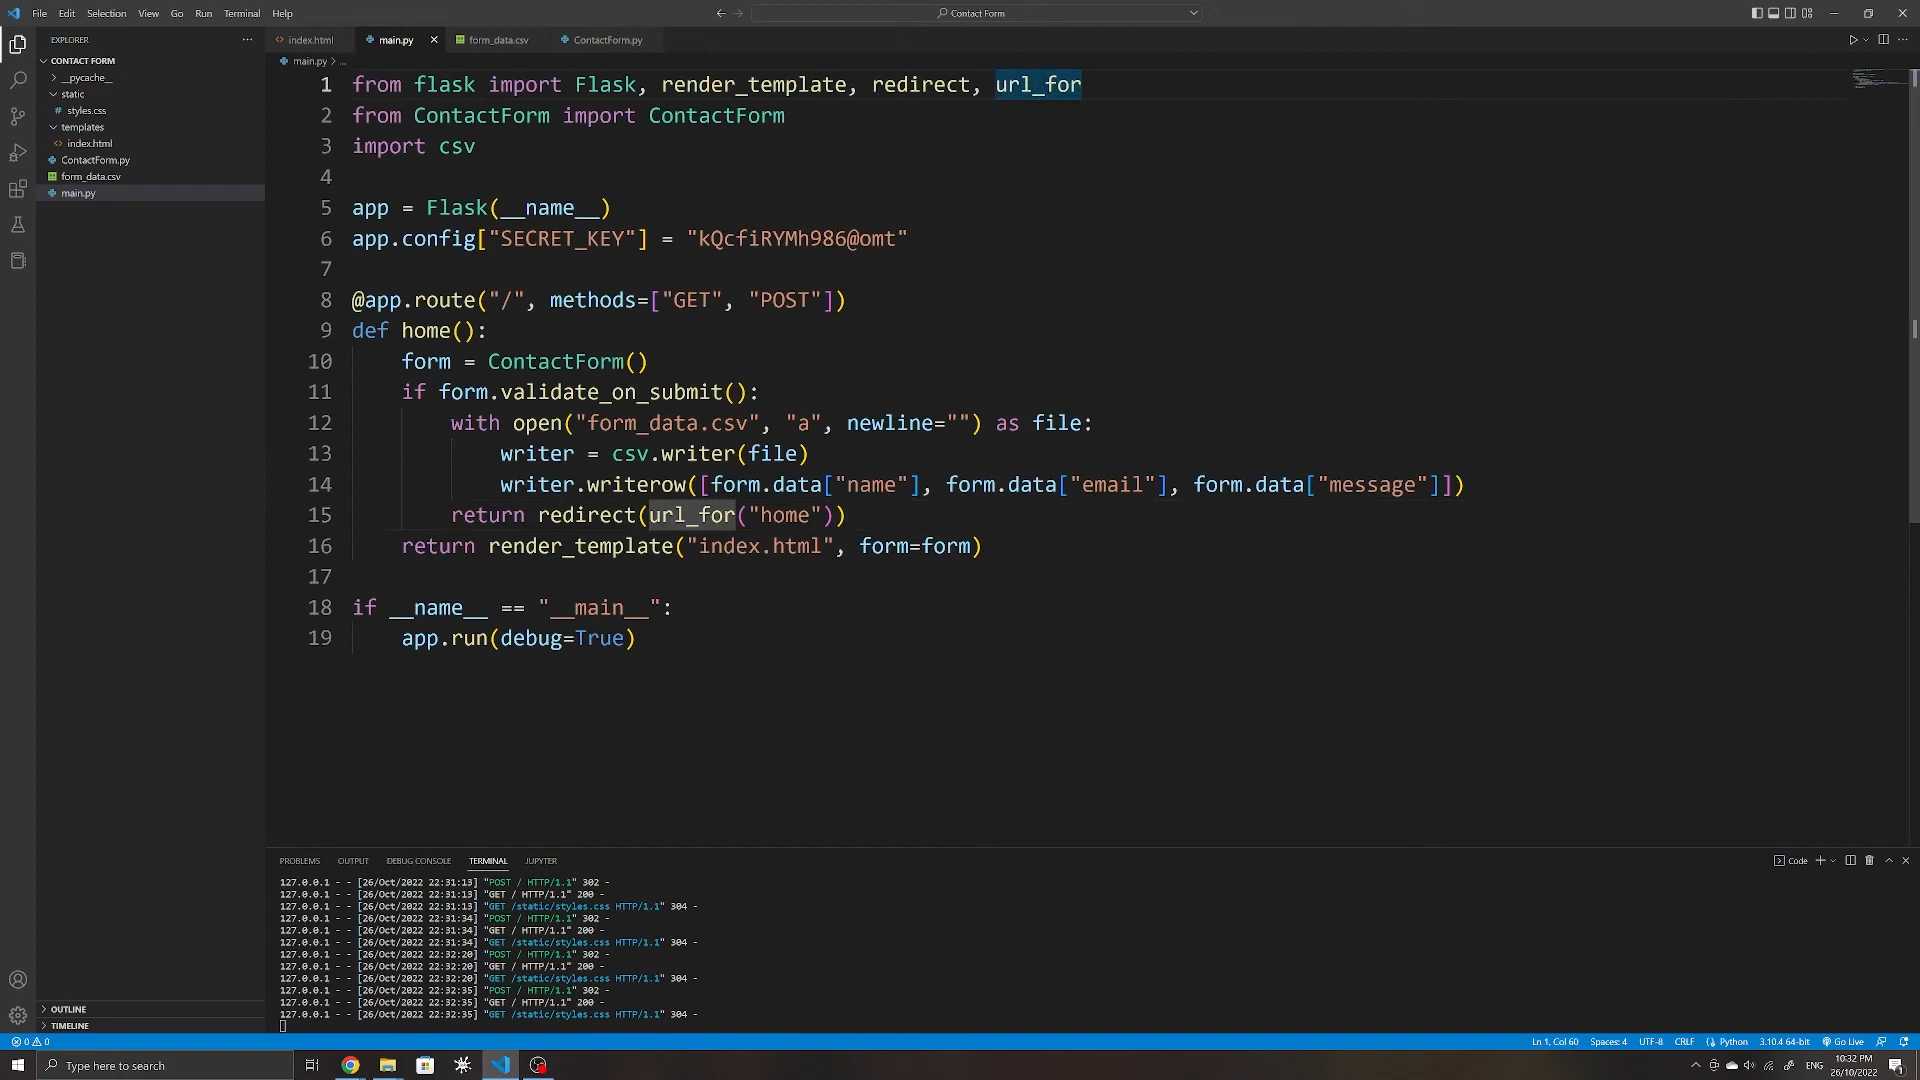 File Edit Selection View Go Run Terminal Help
Contact Form
EXPLORER
CONTACT FORM
__pycache__
static
# styles.css
templates
<> index.html
ContactForm.py
form_data.csv
main.py
OUTLINE
TIMELINE
<> index.html main.py form_data.csv ContactForm.py
main.py > ...
1 from flask import Flask, render_template, redirect, url_for
2 from ContactForm import ContactForm
3 import csv
4
5 app = Flask(__name__)
6 app.config["SECRET_KEY"] = "kQcfiRYMh986@omt"
7
8 @app.route("/", methods=["GET", "POST"])
9 def home():
10 form = ContactForm()
11 if form.validate_on_submit():
12 with open("form_data.csv", "a", newline="") as file:
13 writer = csv.writer(file)
14 writer.writerow([form.data["name"], form.data["email"], form.data["message"]])
15 return redirect(url_for("home"))
16 return render_template("index.html", form=form)
17
18 if __name__ == "__main__":
19 app.run(debug=True)
PROBLEMS OUTPUT DEBUG CONSOLE TERMINAL JUPYTER
Code
127.0.0.1 - - [26/Oct/2022 22:31:13] "POST / HTTP/1.1" 302 -
127.0.0.1 - - [26/Oct/2022 22:31:13] "GET / HTTP/1.1" 200 -
127.0.0.1 - - [26/Oct/2022 22:31:13] "GET /static/styles.css HTTP/1.1" 304 -
127.0.0.1 - - [26/Oct/2022 22:31:34] "POST / HTTP/1.1" 302 -
127.0.0.1 - - [26/Oct/2022 22:31:34] "GET / HTTP/1.1" 200 -
127.0.0.1 - - [26/Oct/2022 22:31:34] "GET /static/styles.css HTTP/1.1" 304 -
127.0.0.1 - - [26/Oct/2022 22:32:20] "POST / HTTP/1.1" 302 -
127.0.0.1 - - [26/Oct/2022 22:32:20] "GET / HTTP/1.1" 200 -
127.0.0.1 - - [26/Oct/2022 22:32:20] "GET /static/styles.css HTTP/1.1" 304 -
127.0.0.1 - - [26/Oct/2022 22:32:35] "POST / HTTP/1.1" 302 -
127.0.0.1 - - [26/Oct/2022 22:32:35] "GET / HTTP/1.1" 200 -
127.0.0.1 - - [26/Oct/2022 22:32:35] "GET /static/styles.css HTTP/1.1" 304 -
0 0 Ln 1, Col 60 Spaces: 4 UTF-8 CRLF Python 3.10.4 64-bit Go Live
Type here to search ENG 10:32 PM
26/10/2022
1